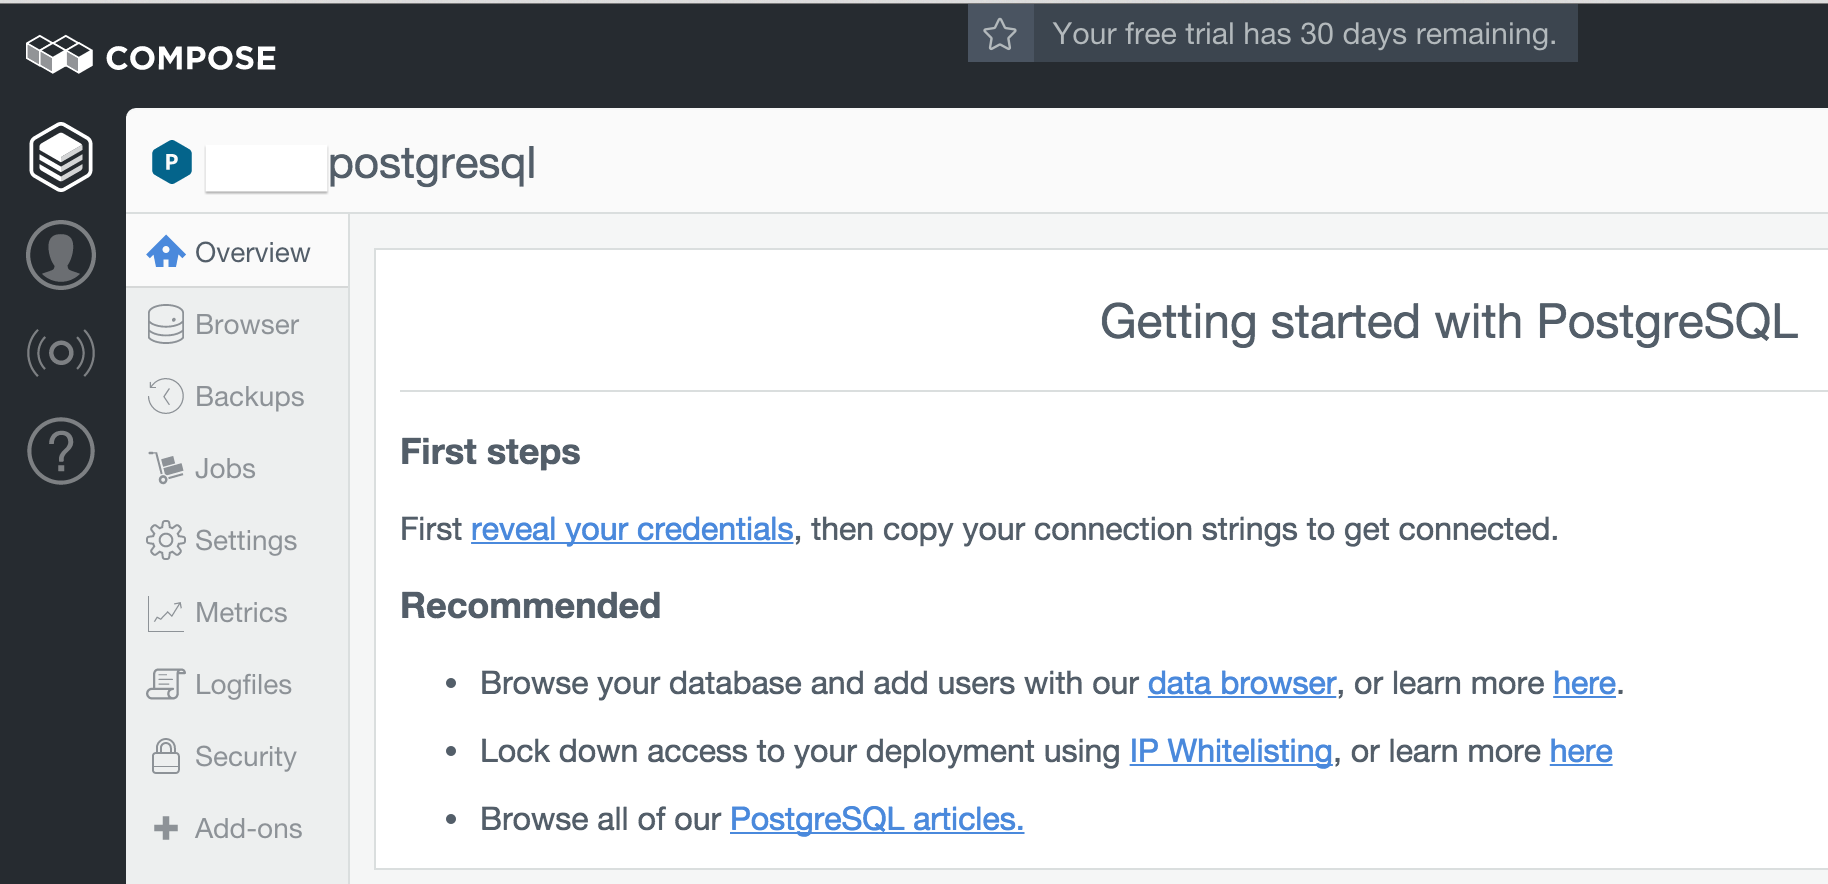 COMPOSE
Your free trial has 30 days remaining.
P
postgresql
Overview
Browser
Backups
Jobs
Settings
Metrics
Logfiles
Security
Add-ons
Getting started with PostgreSQL
First steps
First reveal your credentials, then copy your connection strings to get connected.
Recommended
• Browse your database and add users with our data browser, or learn more here.
• Lock down access to your deployment using IP Whitelisting, or learn more here
• Browse all of our PostgreSQL articles.